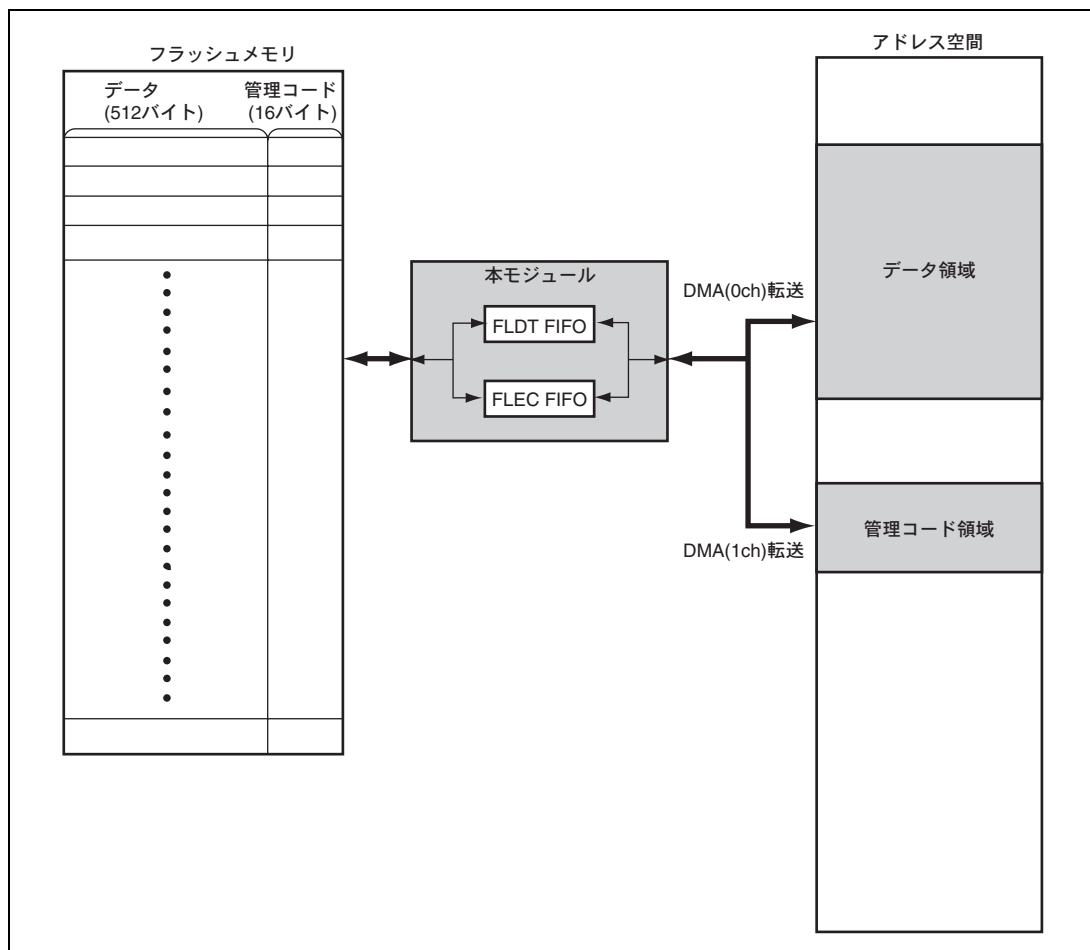 フラッシュメモリ
データ
(512バイト)
管理コード
(16バイト)
本モジュール
FLDT FIFO
FLEC FIFO
DMA(0ch)転送
DMA(1ch)転送
アドレス空間
データ領域
管理コード領域